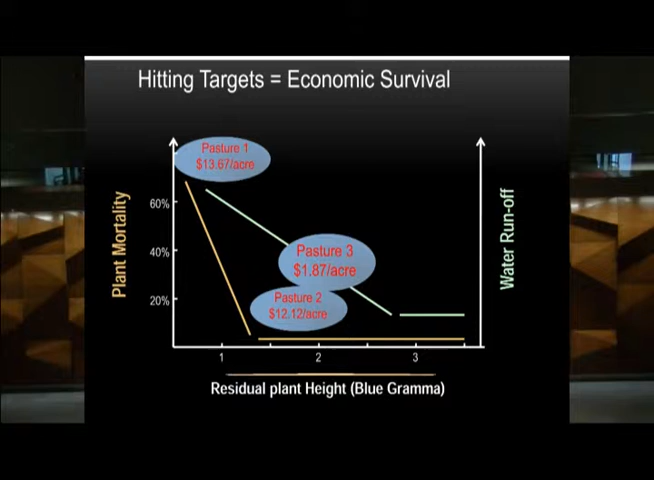 Hitting Targets = Economic Survival
Pasture 1
$13.67/acre
Plant Mortality
60%
40%
20%
Pasture 3
$1.87/acre
Pasture 2
$12.12/acre
Water Run-off
1
2
3
Residual plant Height (Blue Gramma)